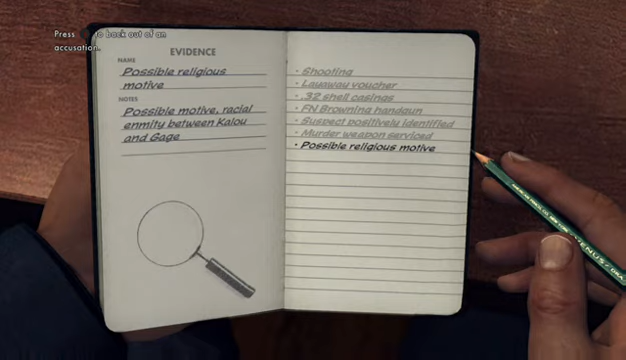 Press to back out of an
accusation.
EVIDENCE
NAME
Possible religious
motive
NOTES
Possible motive, racial
enmity between Kalou
and Gage
- Shooting
- Layaway voucher
- .32 shell casings
- FN Browning handgun
- Suspect positively identified
- Murder weapon serviced
- Possible religious motive
VENUS